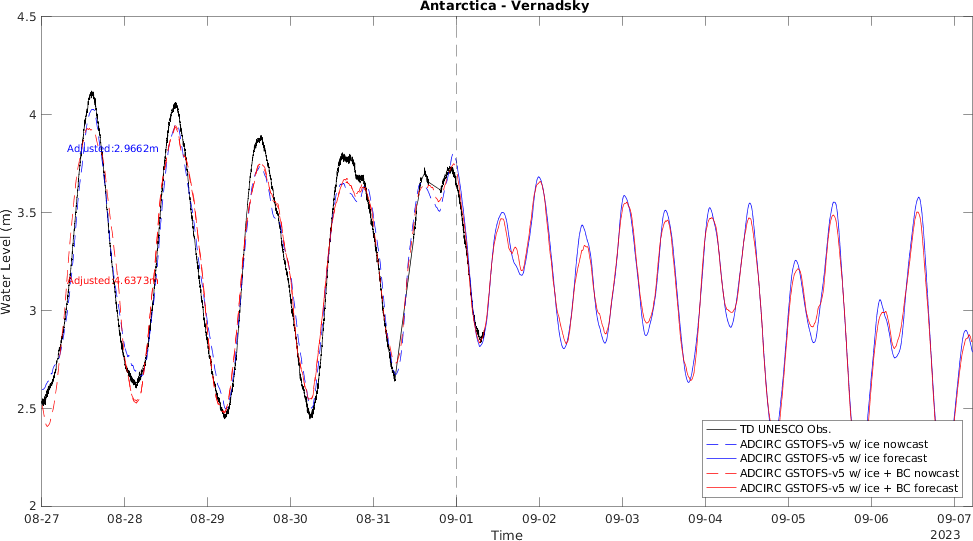 Antarctica - Vernadsky
4.5
4
3.5
3
2.5
2
Water Level (m)
Adjusted:2.9662m
Adjusted:4.6373m
TD UNESCO Obs.
ADCIRC GSTOFS-v5 w/ ice nowcast
ADCIRC GSTOFS-v5 w/ ice forecast
ADCIRC GSTOFS-v5 w/ ice + BC nowcast
ADCIRC GSTOFS-v5 w/ ice + BC forecast
08-27 08-28 08-29 08-30 08-31 09-01 09-02 09-03 09-04 09-05 09-06 09-07
Time
2023